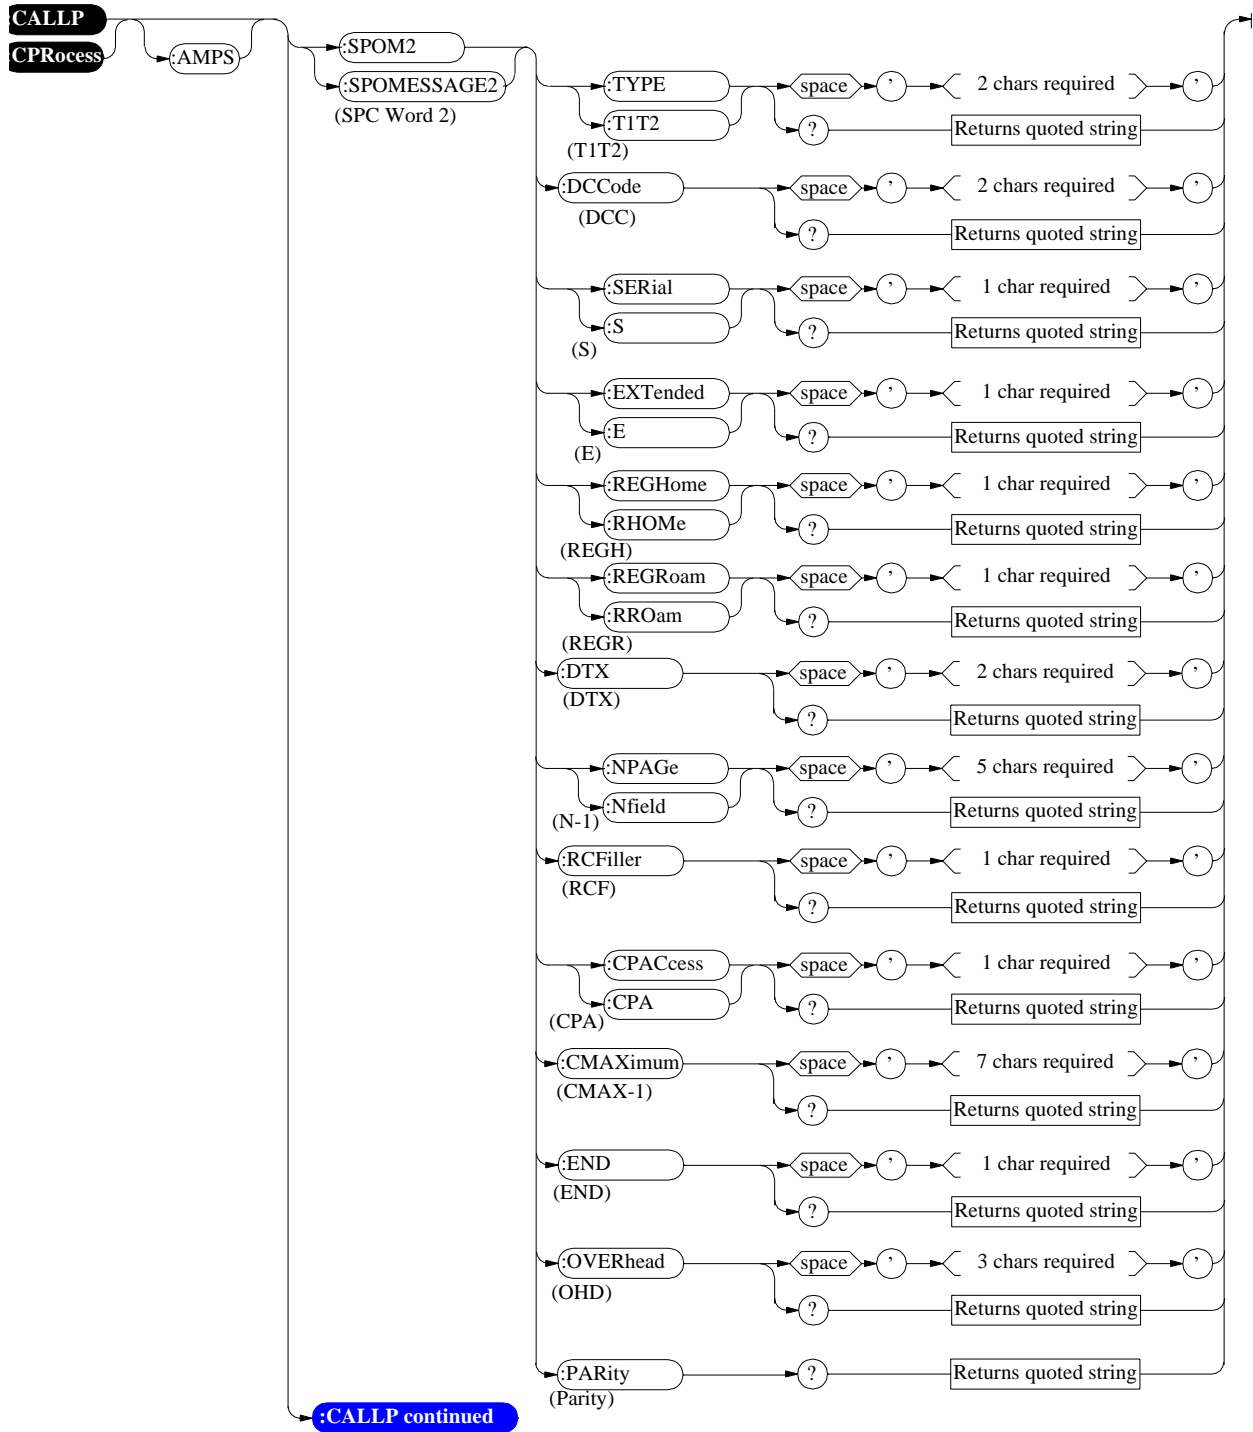 :CALLP
:CPRocess
:AMPS
:SPOM2
:SPOMESSAGE2
(SPC Word 2)
:TYPE space ’ 2 chars required ’
:T1T2 ? Returns quoted string
(T1T2)
:DCCode space ’ 2 chars required ’
(DCC) ? Returns quoted string
:SERial space ’ 1 char required ’
:S ? Returns quoted string
(S)
:EXTended space ’ 1 char required ’
:E ? Returns quoted string
(E)
:REGHome space ’ 1 char required ’
:RHOMe ? Returns quoted string
(REGH)
:REGRoam space ’ 1 char required ’
:RROam ? Returns quoted string
(REGR)
:DTX space ’ 2 chars required ’
(DTX) ? Returns quoted string
:NPAGe space ’ 5 chars required ’
:Nfield ? Returns quoted string
(N-1)
:RCFiller space ’ 1 char required ’
(RCF) ? Returns quoted string
:CPACcess space ’ 1 char required ’
:CPA ? Returns quoted string
(CPA)
:CMAXimum space ’ 7 chars required ’
(CMAX-1) ? Returns quoted string
:END space ’ 1 char required ’
(END) ? Returns quoted string
:OVERhead space ’ 3 chars required ’
(OHD) ? Returns quoted string
:PARity ? Returns quoted string
(Parity)
:CALLP continued